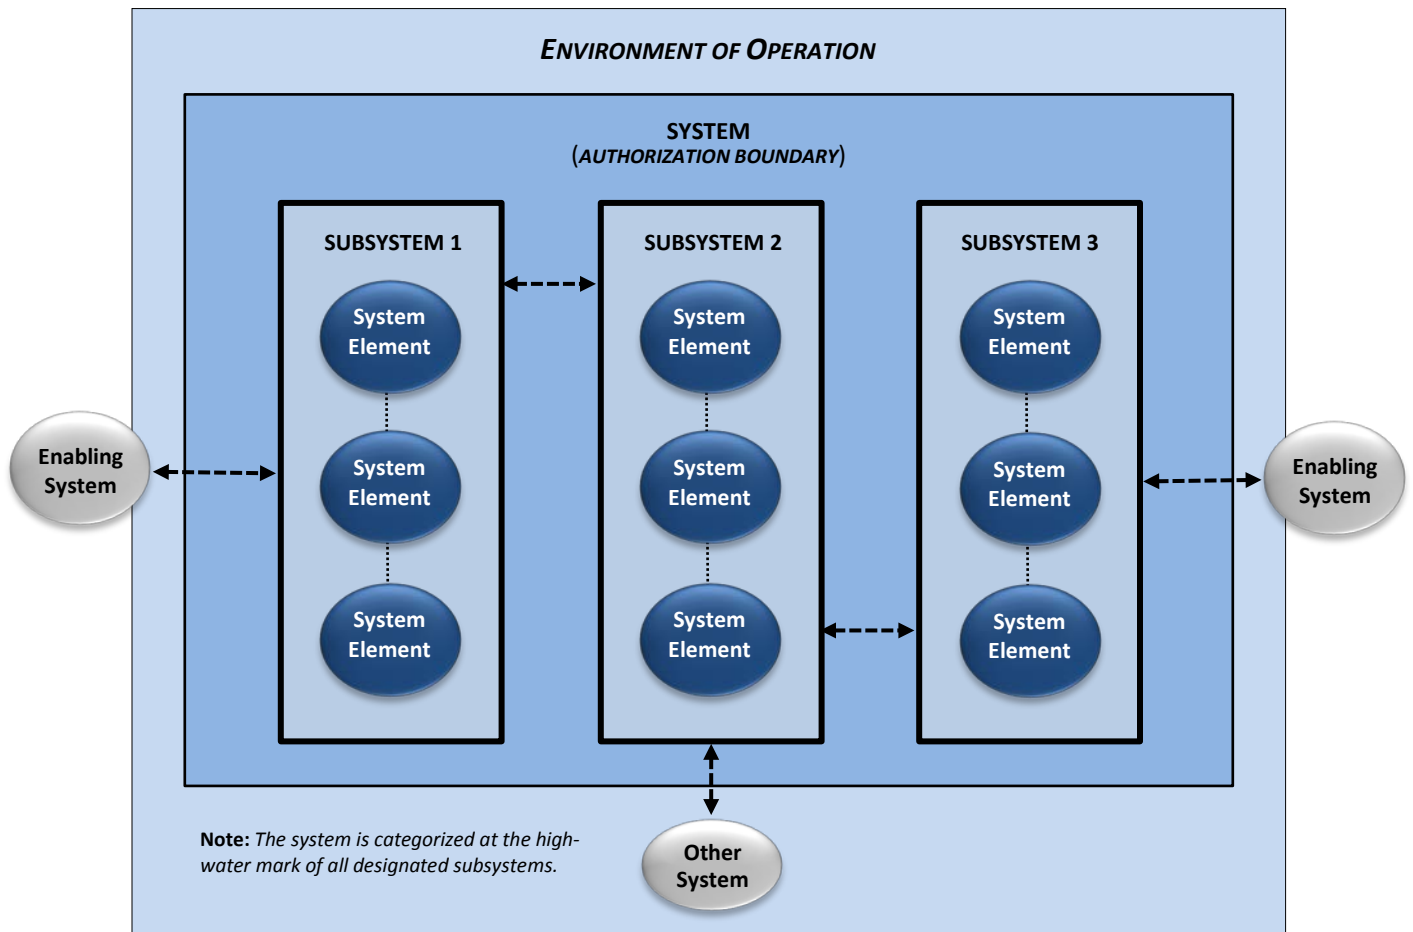 ENVIRONMENT OF OPERATION
SYSTEM
(AUTHORIZATION BOUNDARY)
SUBSYSTEM 1
System
Element
System
Element
System
Element
SUBSYSTEM 2
System
Element
System
Element
System
Element
SUBSYSTEM 3
System
Element
System
Element
System
Element
Enabling
System
Enabling
System
Note: The system is categorized at the high-
water mark of all designated subsystems.
Other
System